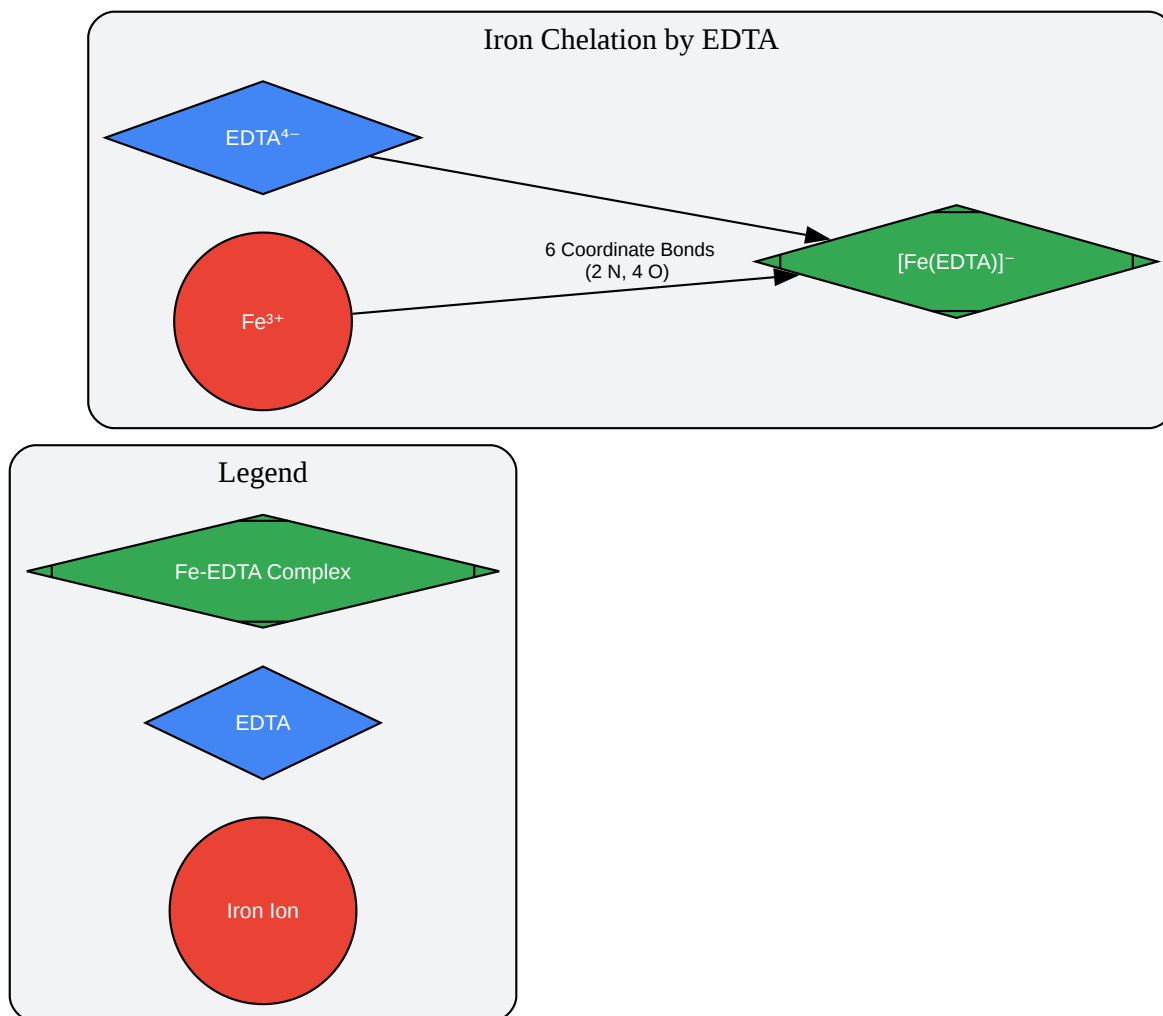 Iron Chelation by EDTA
EDTA⁴⁻
6 Coordinate Bonds
(2 N, 4 O)
[Fe(EDTA)]⁻
Fe³⁺
Legend
Fe-EDTA Complex
EDTA
Iron Ion